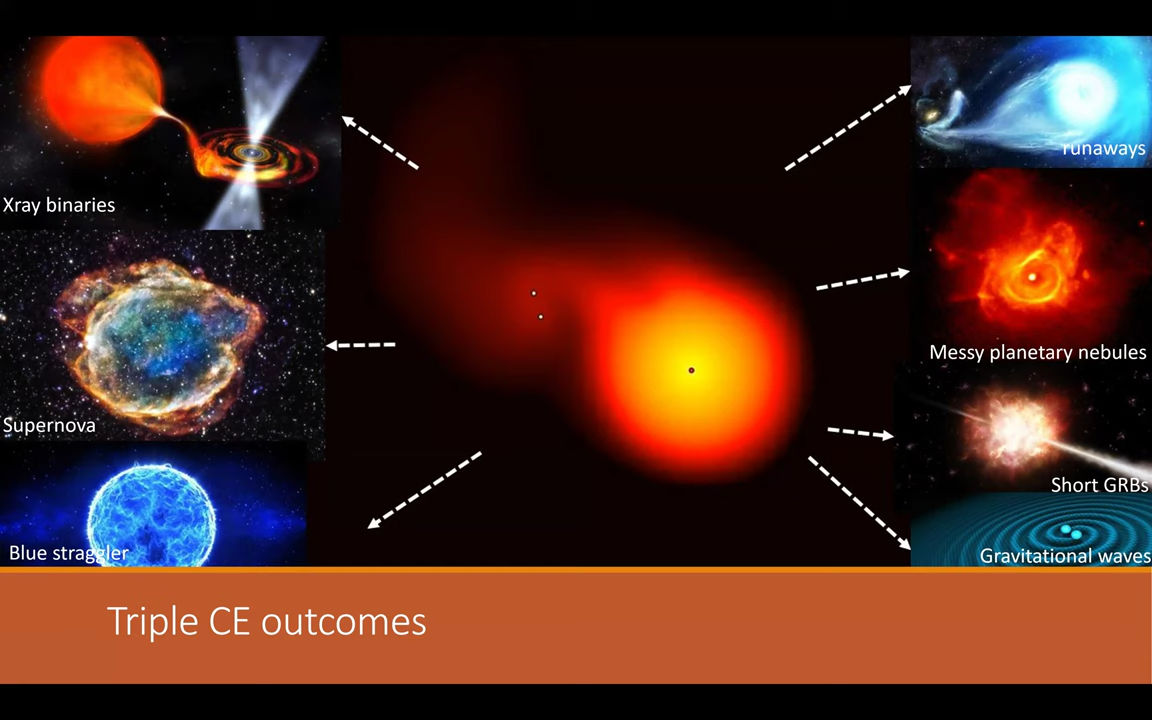 Xray binaries
Supernova
Blue straggler
runaways
Messy planetary nebules
Short GRBs
Gravitational waves
Triple CE outcomes